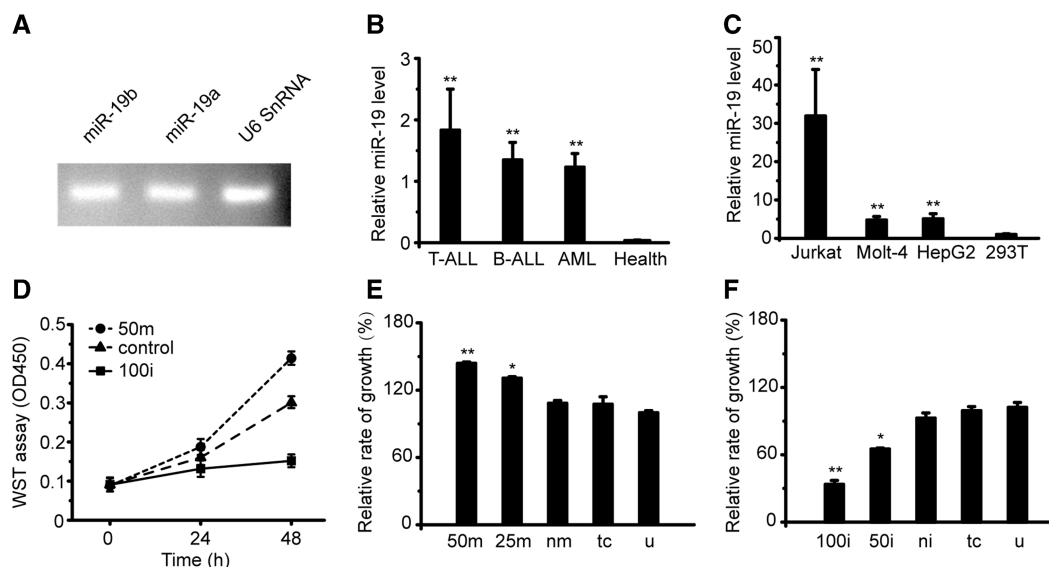 A
miR-19b
miR-19a
U6 SnRNA
B
Relative miR-19 level
3
2
1
0
**
**
**
T-ALL
B-ALL
AML
Health
C
Relative miR-19 level
50
40
30
20
10
0
**
**
**
Jurkat
Molt-4
HepG2
293T
D
WST assay (OD450)
0.5
0.4
0.3
0.2
0.1
0
50m
control
100i
0
24
48
Time (h)
E
Relative rate of growth (%)
180
120
60
0
**
*
50m
25m
nm
tc
u
F
Relative rate of growth (%)
180
120
60
0
**
*
100i
50i
ni
tc
u